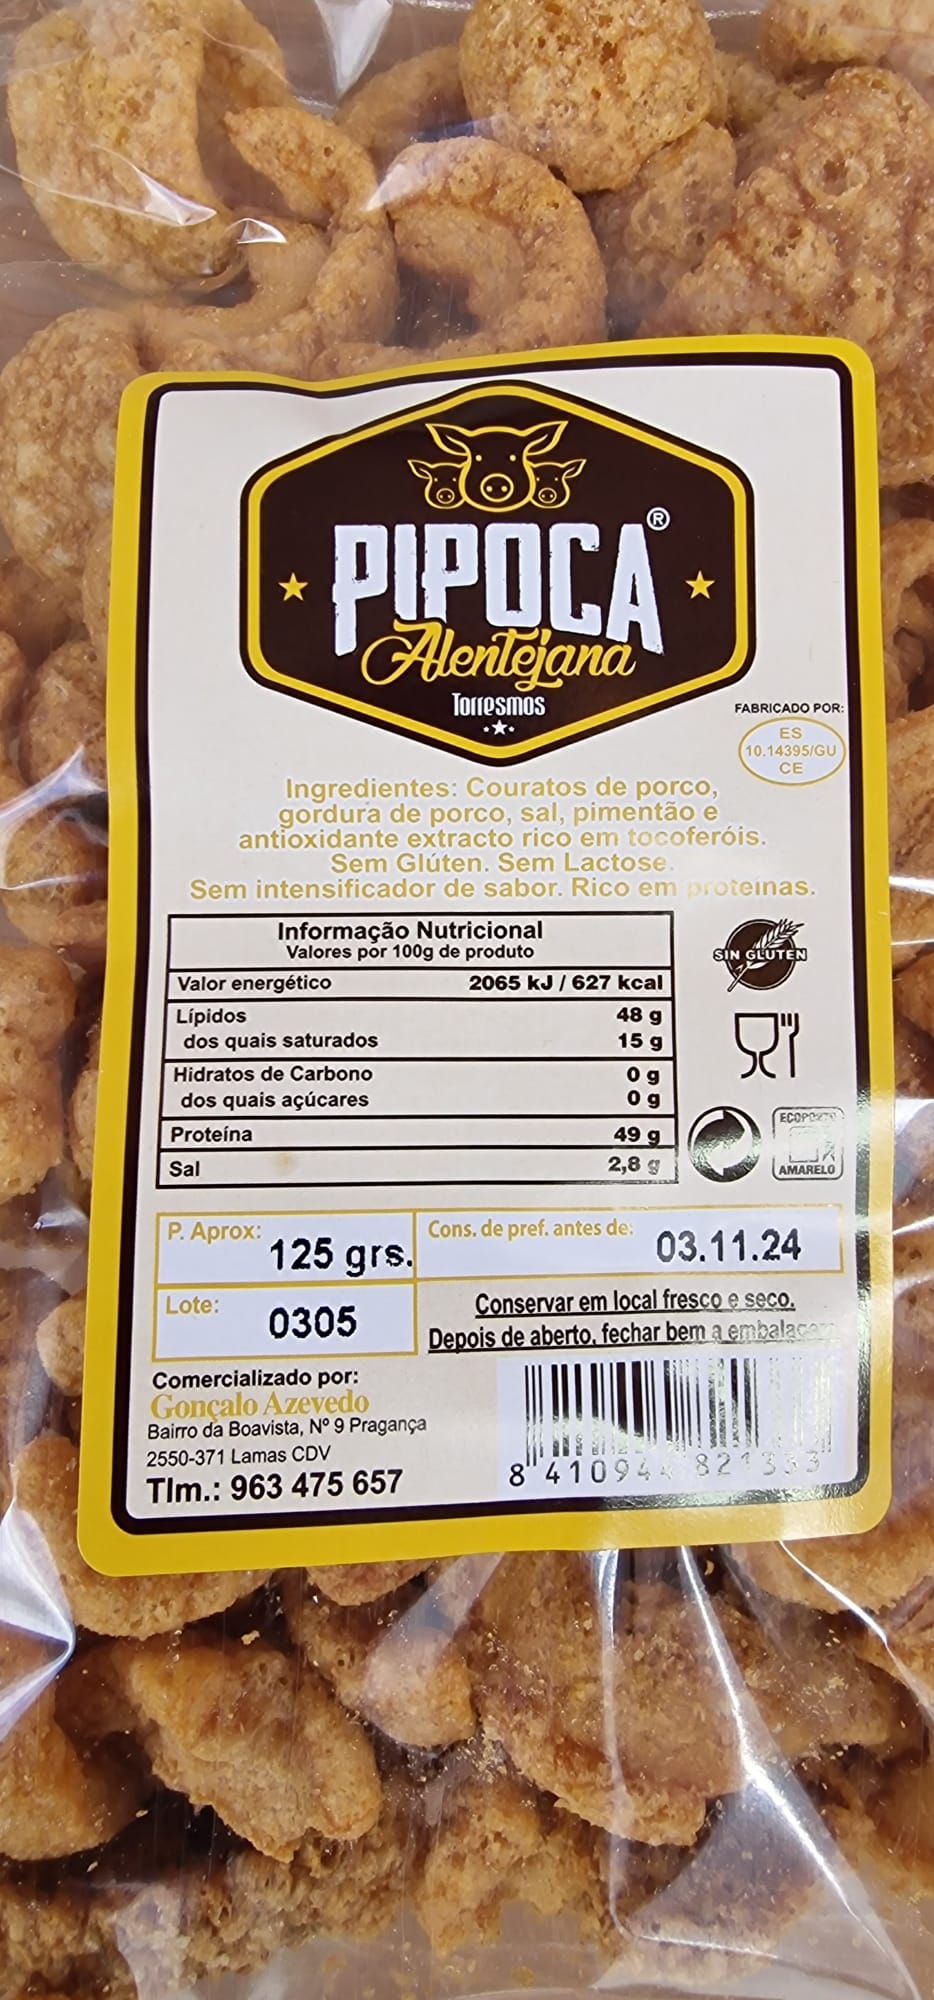 PIPOCA®
Alentejana
Torresmos
FABRICADO POR:
ES
10.14395/GU
CE
Ingredientes: Couratos de porco,
gordura de porco, sal, pimentão e
antioxidante extracto rico em tocoferóis.
Sem Glúten. Sem Lactose.
Sem intensificador de sabor. Rico em proteínas.
Informação Nutricional
Valores por 100g de produto
Valor energético 2065 kJ / 627 kcal
Lípidos 48 g
dos quais saturados 15 g
Hidratos de Carbono 0 g
dos quais açúcares 0 g
Proteína 49 g
Sal 2,8 g
SIN GLUTEN
ECOPONTO
AMARELO
P. Aprox: 125 grs.
Cons. de pref. antes de: 03.11.24
Lote: 0305
Conservar em local fresco e seco.
Depois de aberto, fechar bem a embalagem
Comercializado por:
Gonçalo Azevedo
Bairro da Boavista, Nº 9 Pragança
2550-371 Lamas CDV
Tlm.: 963 475 657
8 410944 821333